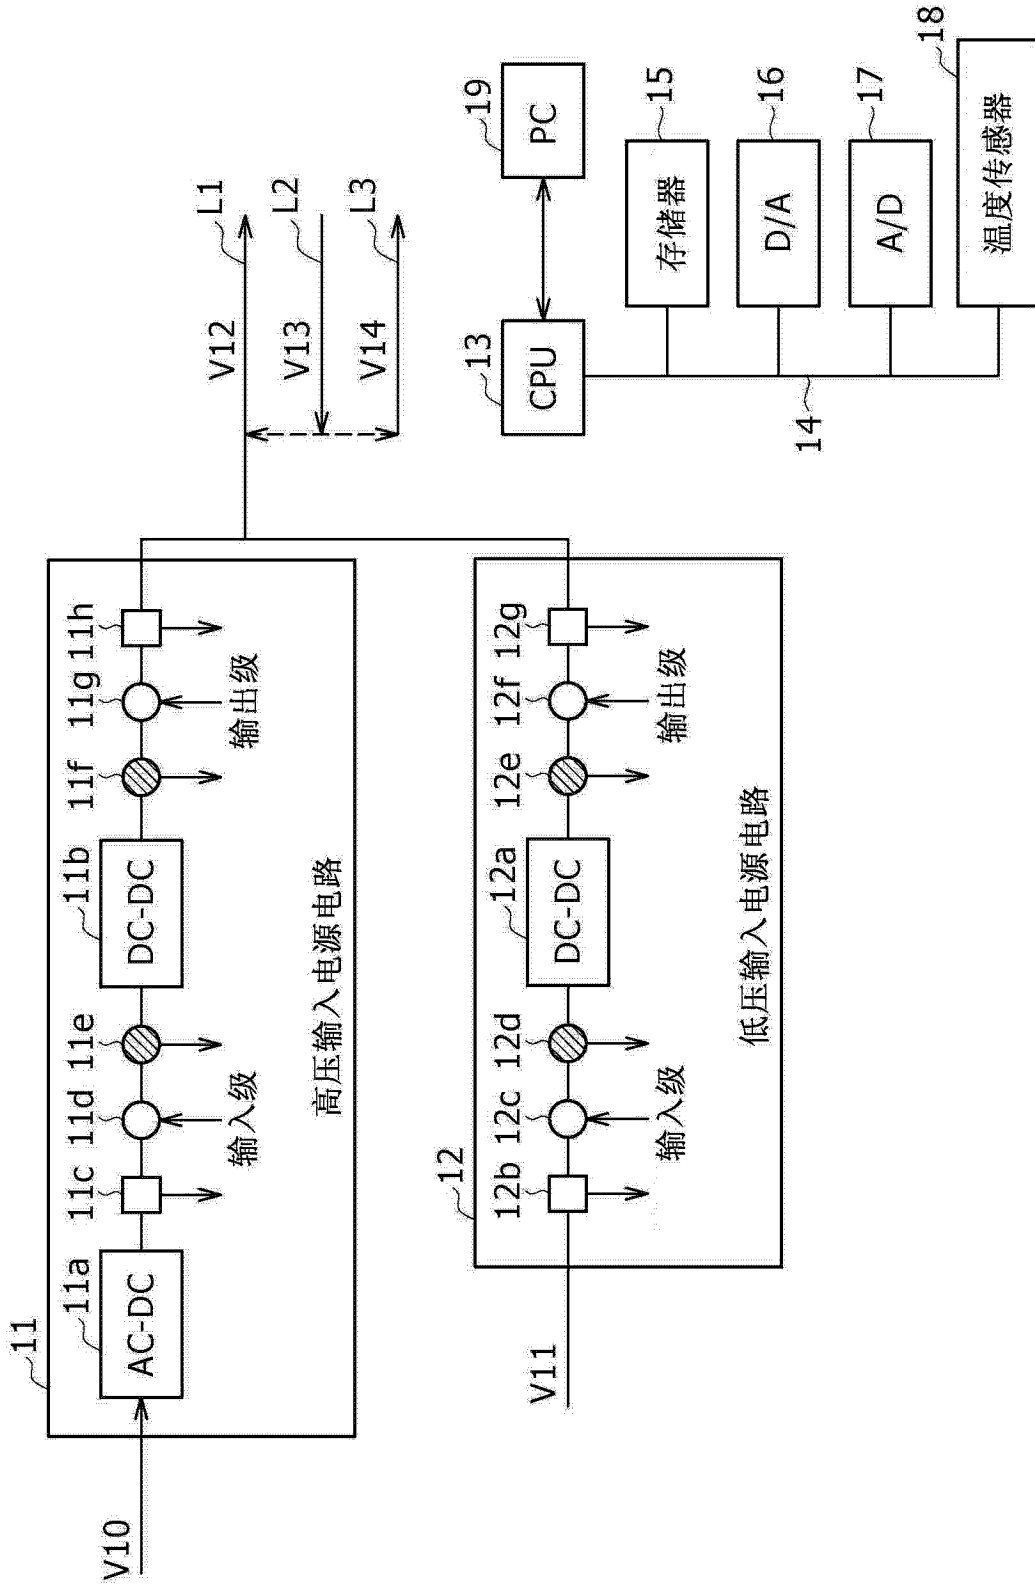 11
11a
AC-DC
11c
11d
11e
11b
DC-DC
11f
11g
11h
输入级
输出级
高压输入电源电路
V10
12
12b
12c
12d
12a
DC-DC
12e
12f
12g
输入级
输出级
低压输入电源电路
V11
V12
L1
V13
L2
V14
L3
13
CPU
19
PC
14
15
存储器
16
D/A
17
A/D
18
温度传感器